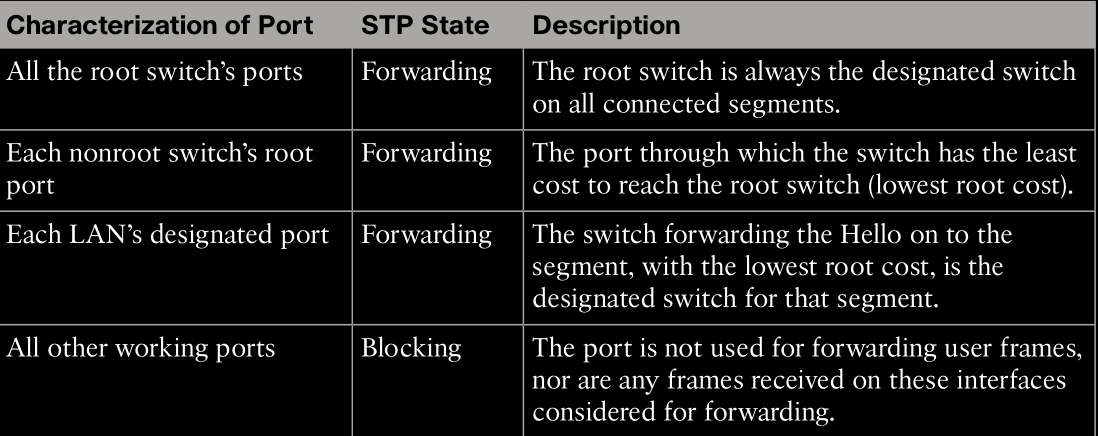 Characterization of Port STP State Description
All the root switch’s ports Forwarding The root switch is always the designated switch
on all connected segments.
Each nonroot switch’s root Forwarding The port through which the switch has the least
port cost to reach the root switch (lowest root cost).
Each LAN’s designated port Forwarding The switch forwarding the Hello on to the
segment, with the lowest root cost, is the
designated switch for that segment.
All other working ports Blocking The port is not used for forwarding user frames,
nor are any frames received on these interfaces
considered for forwarding.